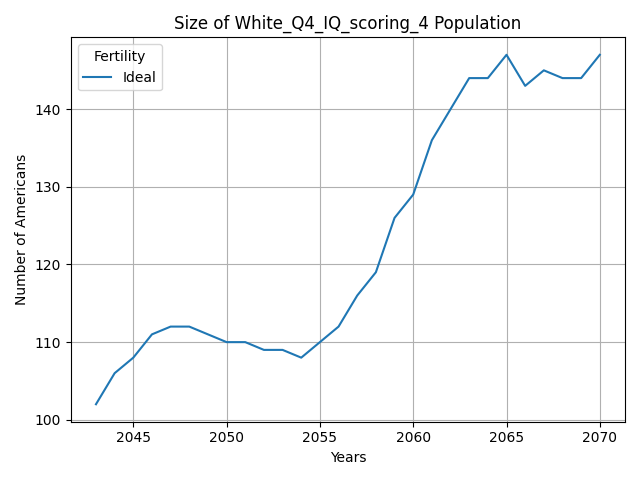 Size of White_Q4_IQ_scoring_4 Population
Fertility
Ideal
Number of Americans
140
130
120
110
100
2045
2050
2055
2060
2065
2070
Years